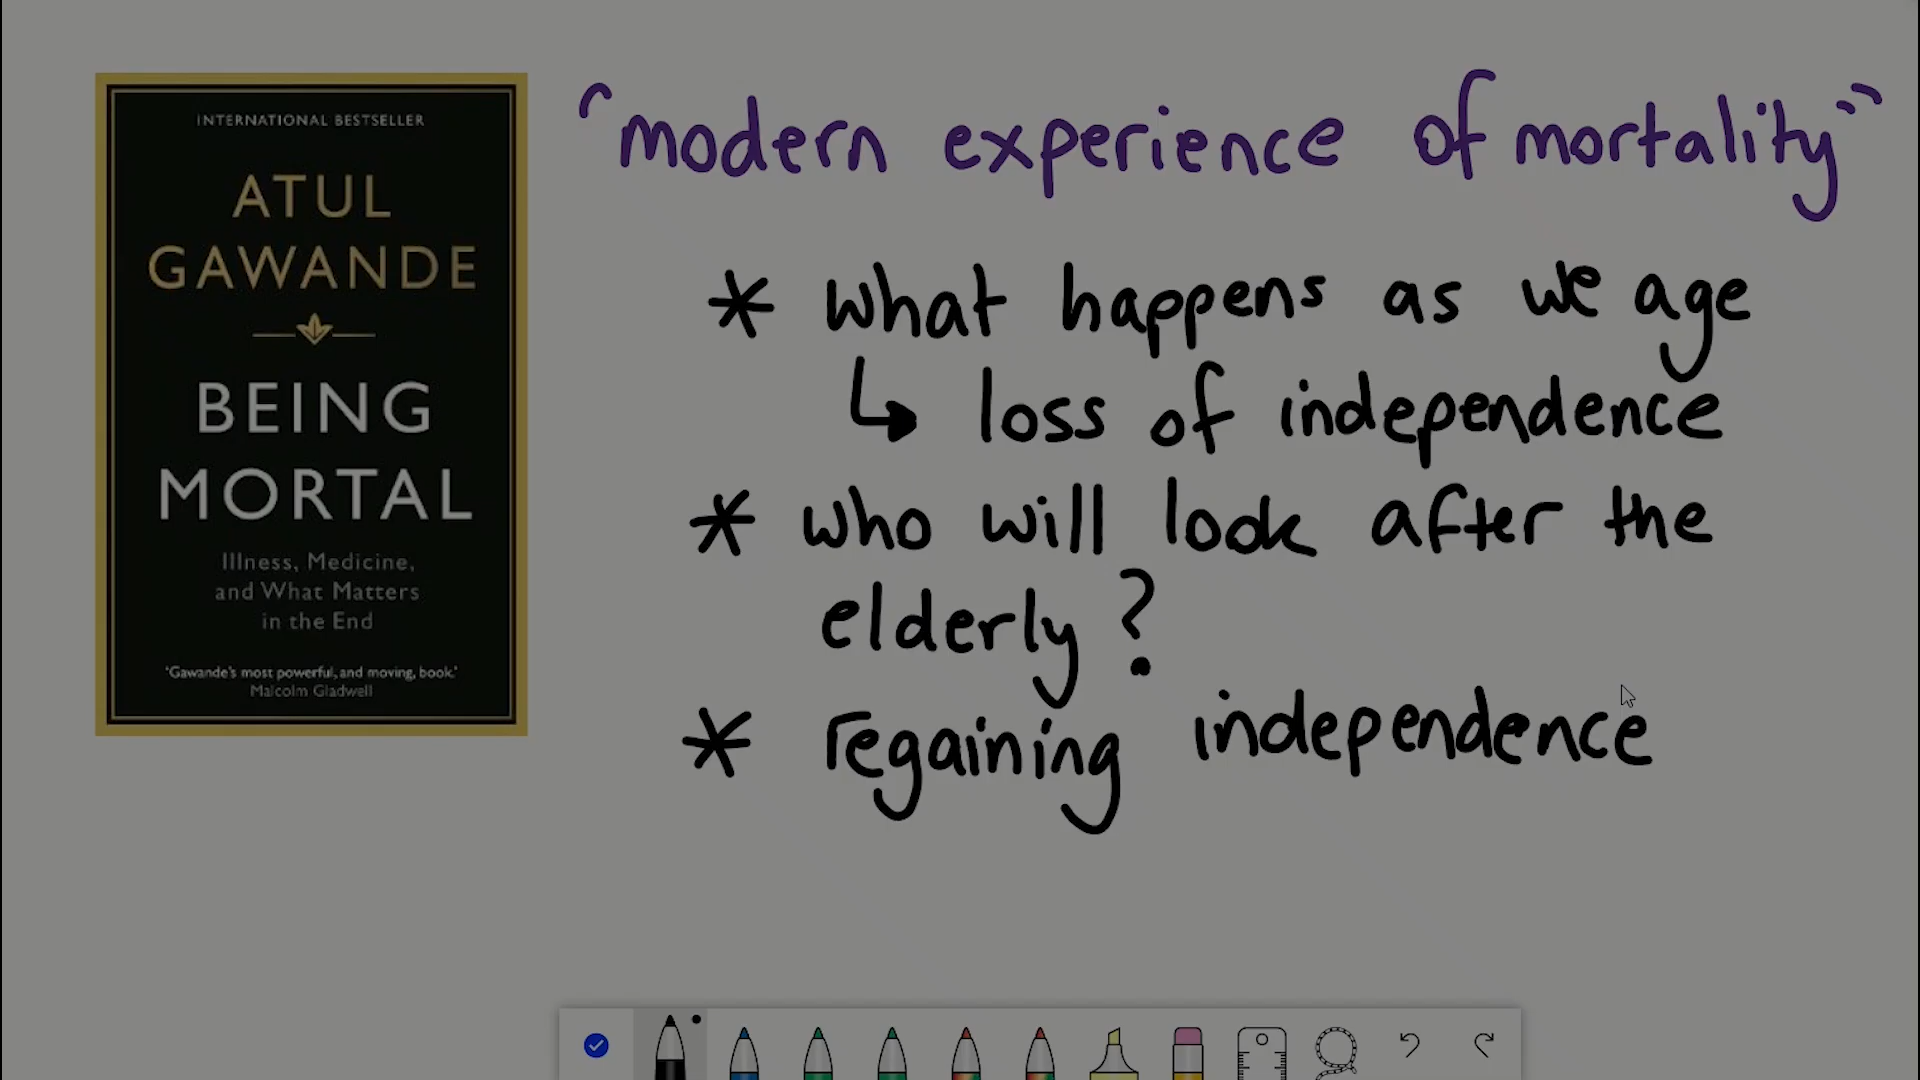 INTERNATIONAL BESTSELLER
ATUL
GAWANDE
BEING
MORTAL
Illness, Medicine,
and What Matters
in the End
'Gawande's most powerful, and moving, book.'
Malcolm Gladwell
"modern experience of mortality"
* what happens as we age
↳ loss of independence
* who will look after the
elderly?
* regaining independence